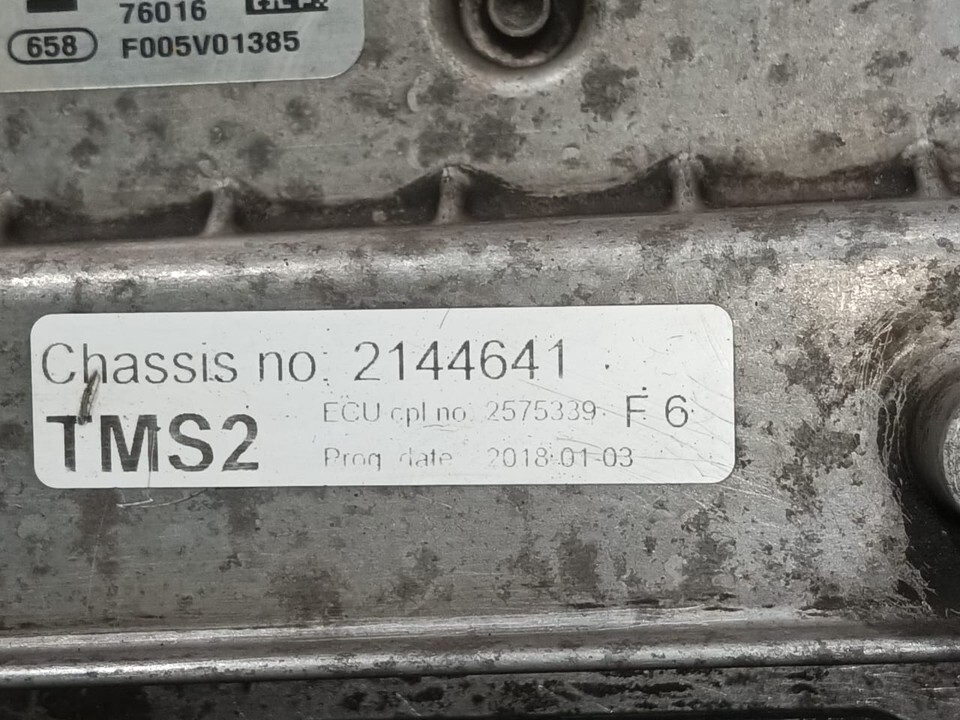 76016
658 F005V01385
Chassis no. 2144641
TMS2
ECU cpl no 2575339 F 6
Prog date 2018-01-03